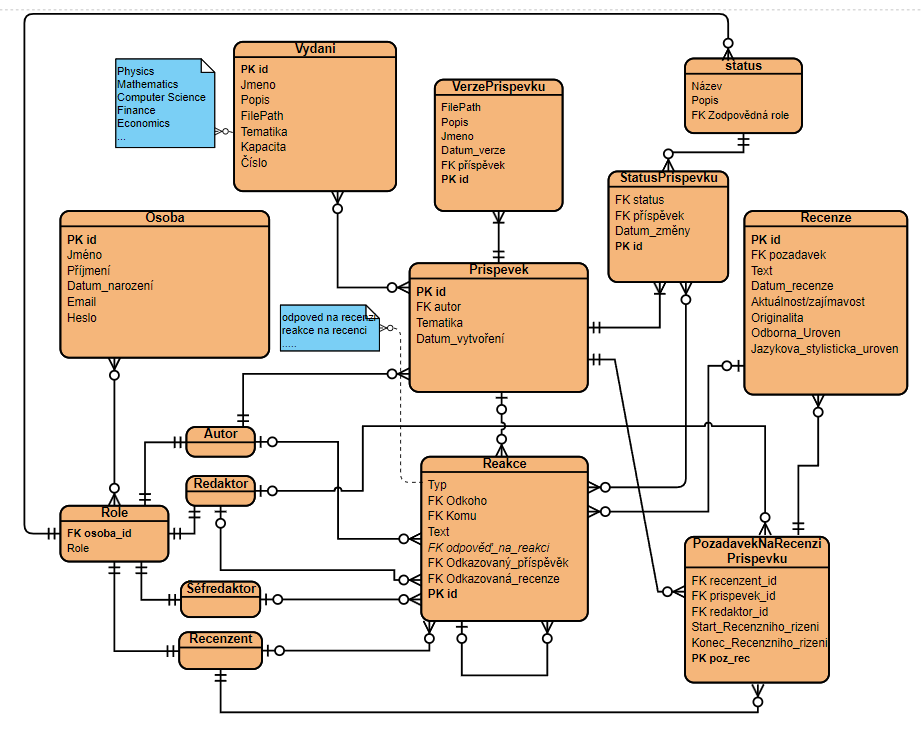 Physics
Mathematics
Computer Science
Finance
Economics
...
Vydani
PK id
Jmeno
Popis
FilePath
Tematika
Kapacita
Číslo
VerzePrispevku
FilePath
Popis
Jmeno
Datum_verze
FK příspěvek
PK id
status
Název
Popis
FK Zodpovědná role
StatusPrispevku
FK status
FK příspěvek
Datum_změny
PK id
Recenze
PK id
FK pozadavek
Text
Datum_recenze
Aktuálnost/zajímavost
Originalita
Odborna_Uroven
Jazykova_stylisticka_uroven
Osoba
PK id
Jméno
Příjmení
Datum_narození
Email
Heslo
odpoved na recenzi
reakce na recenci
.....
Prispevek
PK id
FK autor
Tematika
Datum_vytvoření
Autor
Redaktor
Role
FK osoba_id
Role
Séfredaktor
Recenzent
Reakce
Typ
FK Odkoho
FK Komu
Text
FK odpověď_na_reakci
FK Odkazovaný_příspěvěk
FK Odkazovaná_recenze
PK id
PozadavekNaRecenzi
Prispevku
FK recenzent_id
FK prispevek_id
FK redaktor_id
Start_Recenzniho_rizeni
Konec_Recenzniho_rizeni
PK poz_rec